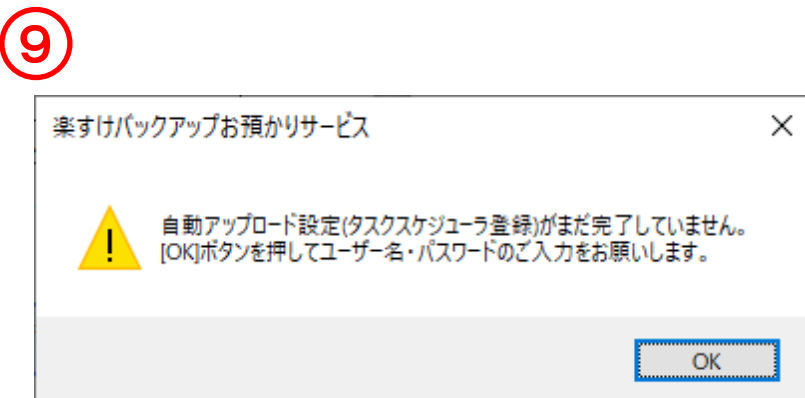 ⑨
楽すけバックアップお預かりサービス
自動アップロード設定(タスクスケジューラ登録)がまだ完了していません。
[OK]ボタンを押してユーザー名・パスワードのご入力をお願いします。
OK